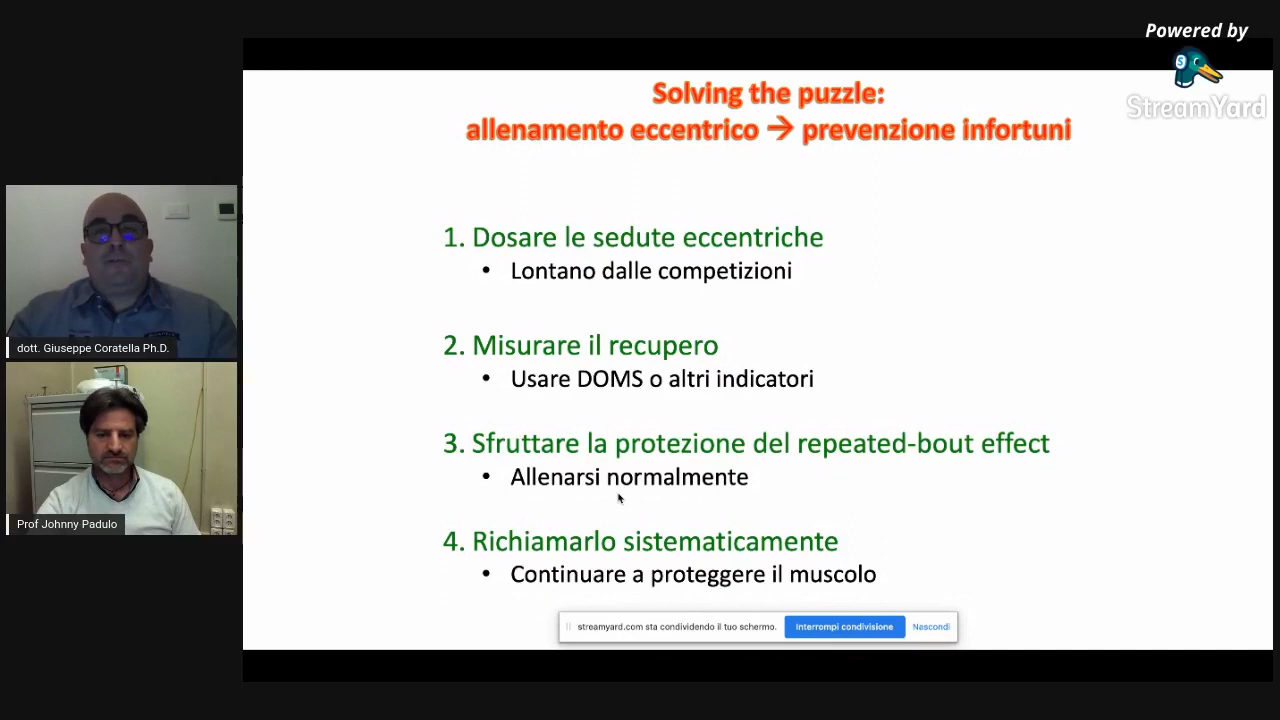 Powered by
StreamYard
Solving the puzzle:
allenamento eccentrico → prevenzione infortuni
1. Dosare le sedute eccentriche
• Lontano dalle competizioni
2. Misurare il recupero
• Usare DOMS o altri indicatori
3. Sfruttare la protezione del repeated-bout effect
• Allenarsi normalmente
4. Richiamarlo sistematicamente
• Continuare a proteggere il muscolo
streamyard.com sta condividendo il tuo schermo. Interrompi condivisione Nascondi
dott. Giuseppe Coratella Ph.D.
Prof Johnny Padulo